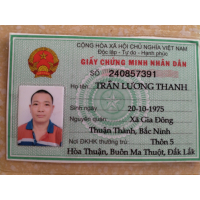 CỘNG HÒA XÃ HỘI CHỦ NGHĨA VIỆT NAM
Độc lập - Tự do - Hạnh phúc
GIẤY CHỨNG MINH NHÂN DÂN
SỐ 240857391
Họ tên TRẦN LƯƠNG THANH
Sinh ngày 20-10-1975
Nguyên quán Xã Gia Đông
Thuận Thành, Bắc Ninh
Nơi ĐKHK thường trú Thôn 5
Hòa Thuận, Buôn Ma Thuột, Đắk Lắk